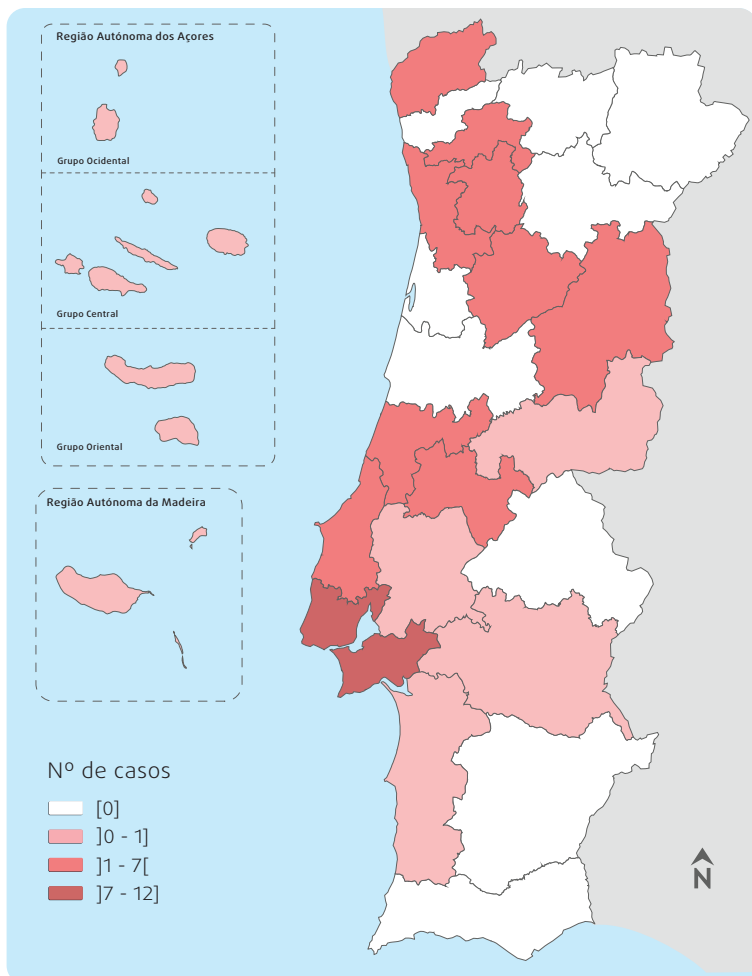 Região Autónoma dos Açores
Grupo Ocidental
Grupo Central
Grupo Oriental
Região Autónoma da Madeira
Nº de casos
[0]
]0 - 1]
]1 - 7[
]7 - 12]
N